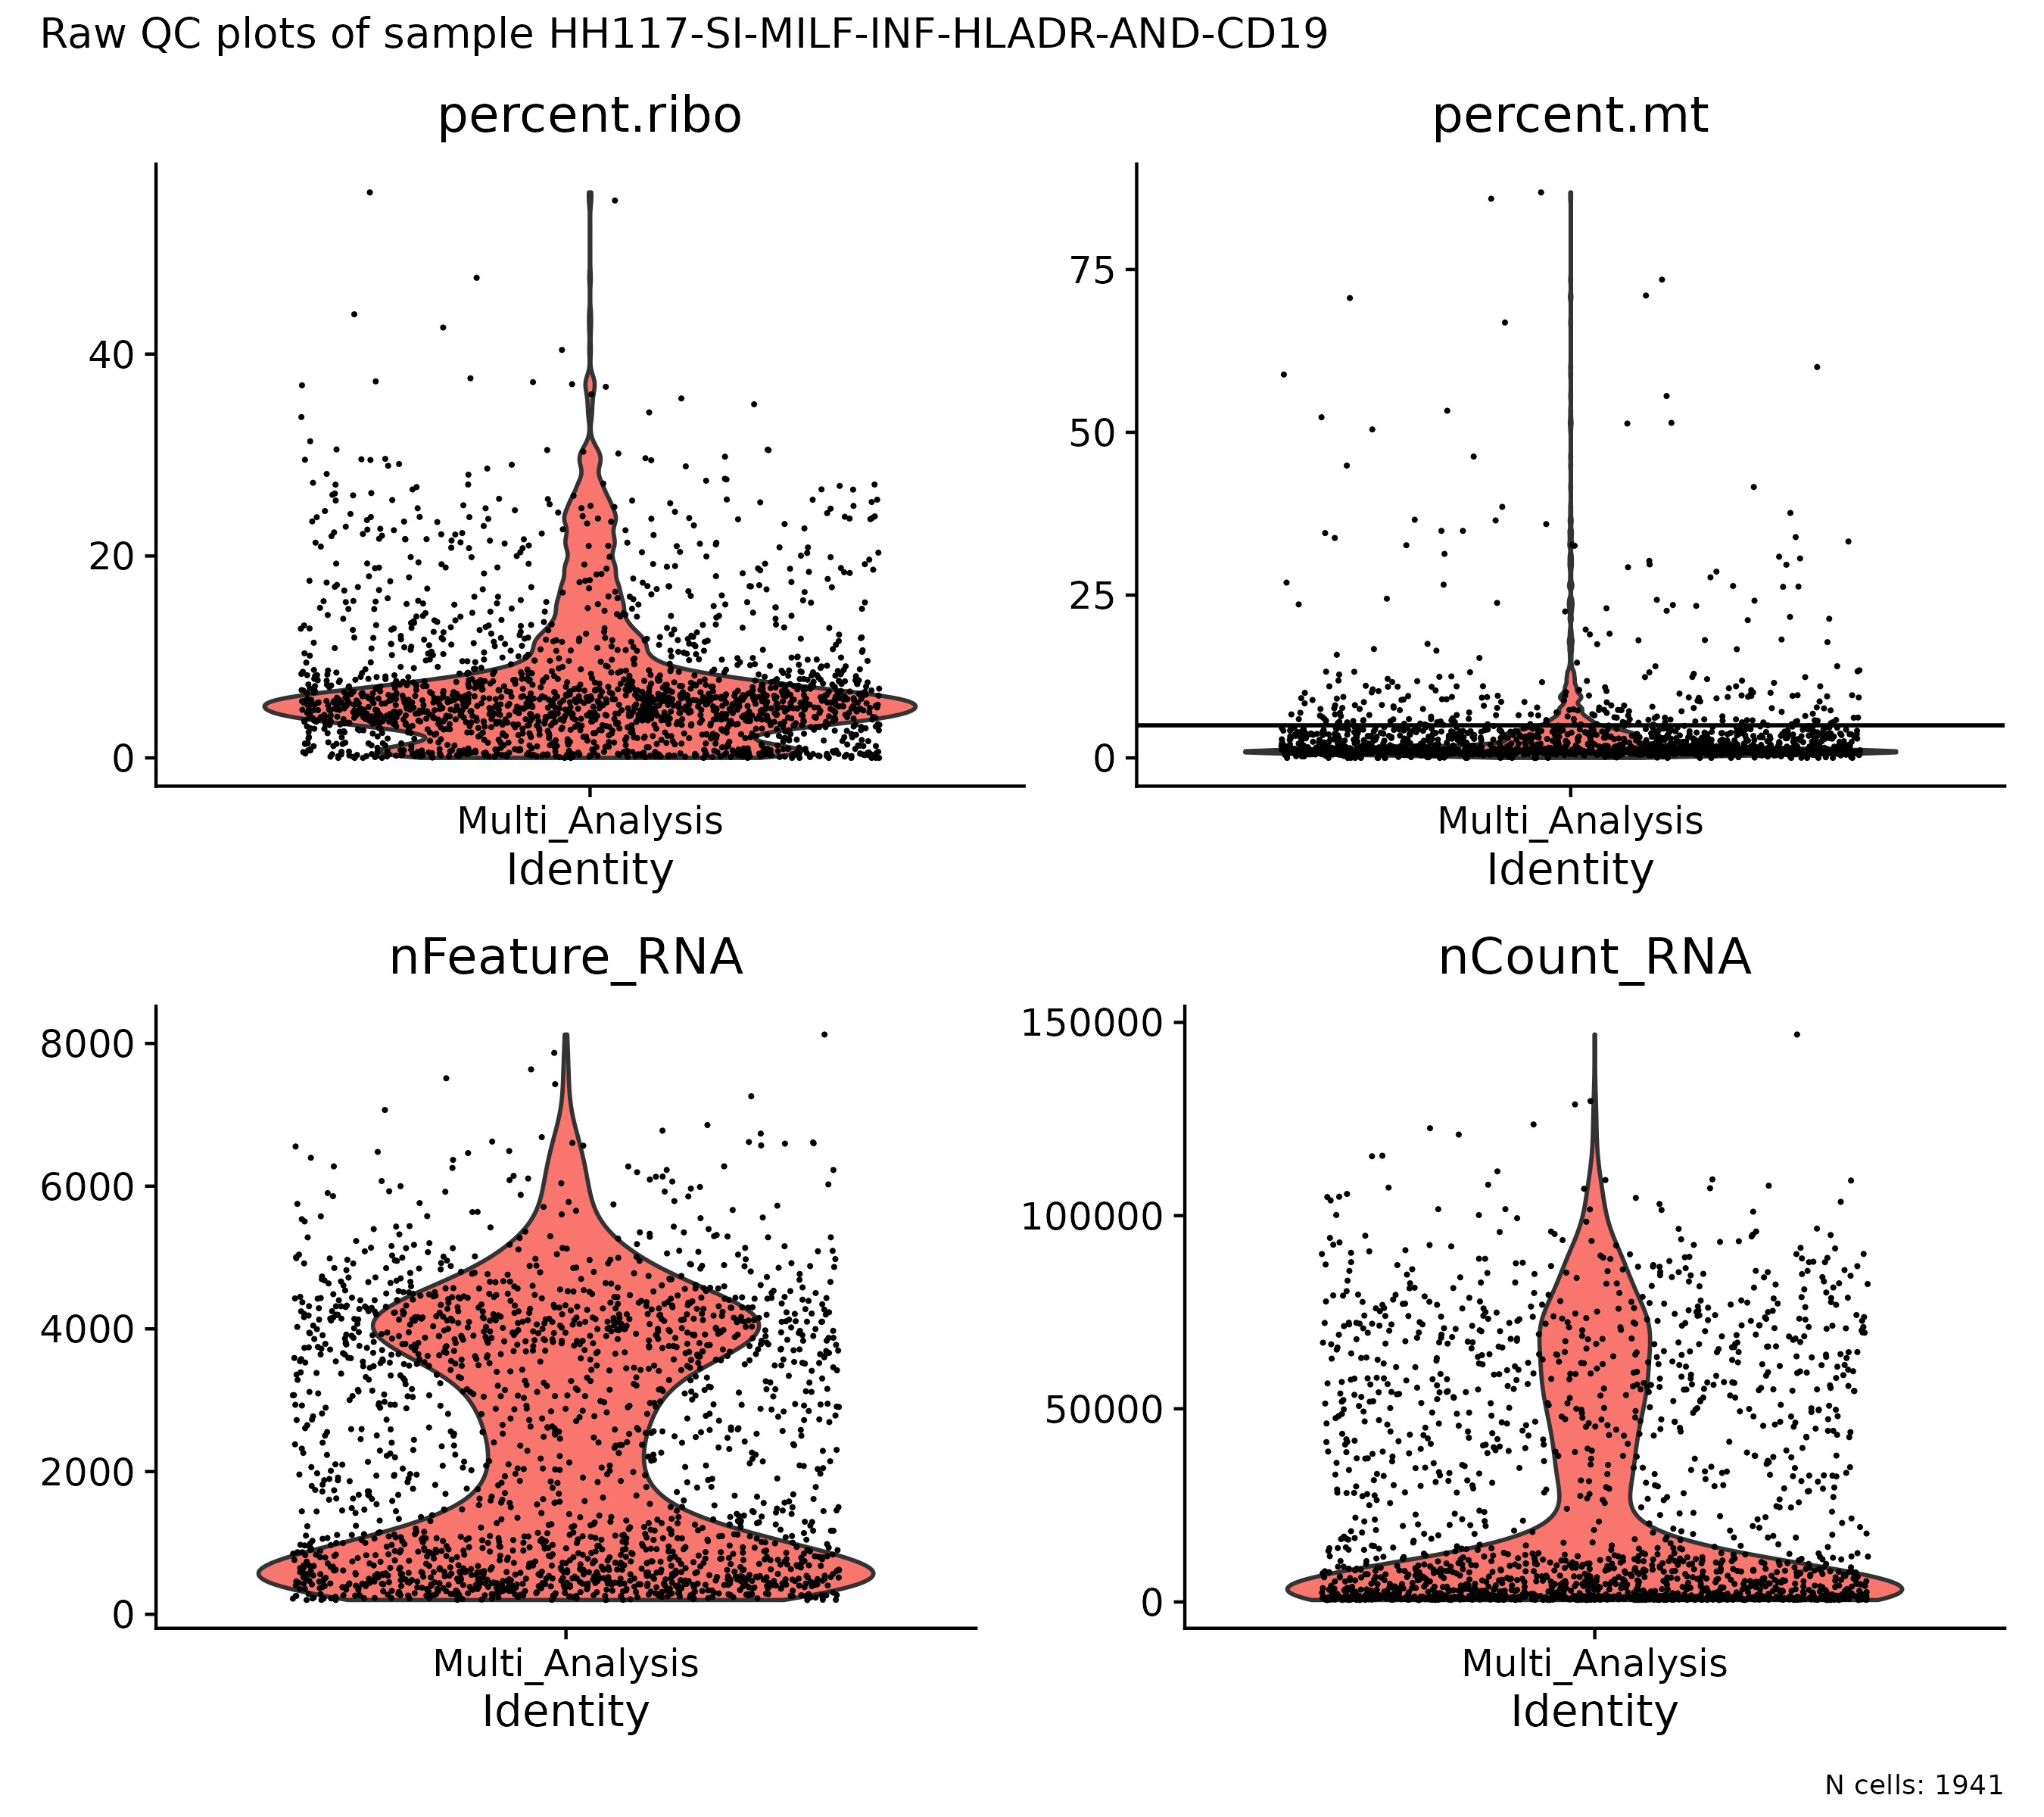 Raw QC plots of sample HH117-SI-MILF-INF-HLADR-AND-CD19
percent.ribo
40
20
0
Multi_Analysis
Identity
percent.mt
75
50
25
0
Multi_Analysis
Identity
nFeature_RNA
8000
6000
4000
2000
0
Multi_Analysis
Identity
nCount_RNA
150000
100000
50000
0
Multi_Analysis
Identity
N cells: 1941